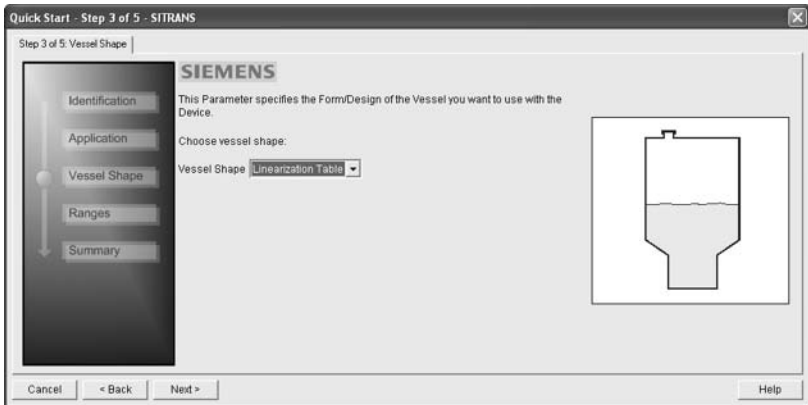 Quick Start - Step 3 of 5 - SITRANS
Step 3 of 5: Vessel Shape
SIEMENS
Identification
Application
Vessel Shape
Ranges
Summary
This Parameter specifies the Form/Design of the Vessel you want to use with the
Device.
Choose vessel shape:
Vessel Shape Linearization Table
Cancel < Back Next > Help